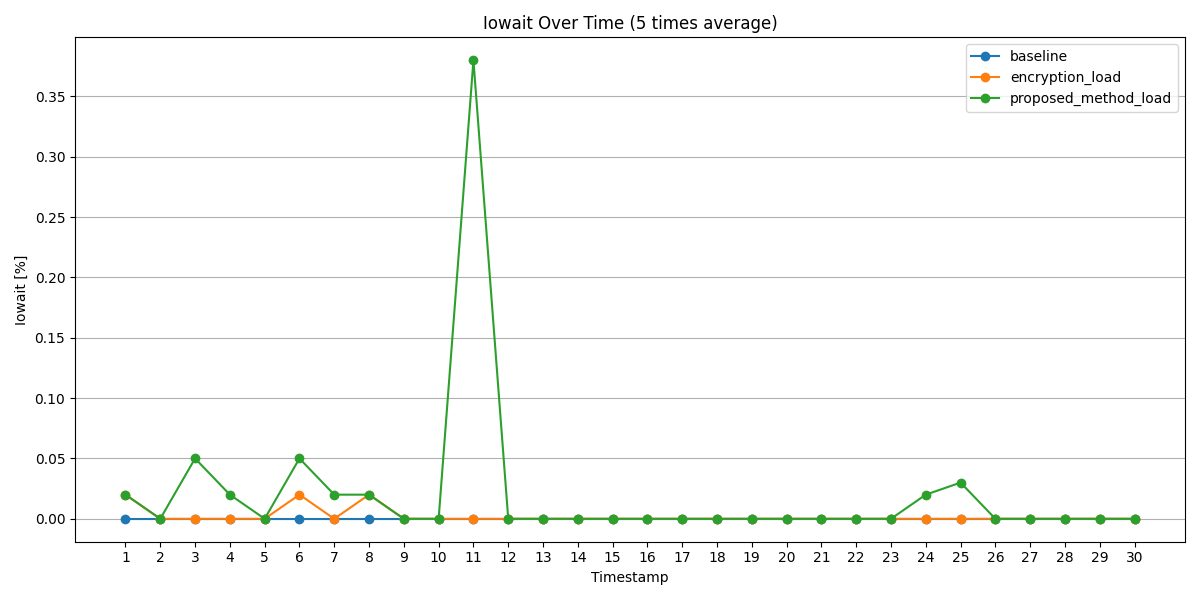 Iowait Over Time (5 times average)
baseline
encryption_load
proposed_method_load
Iowait [%]
0.35
0.30
0.25
0.20
0.15
0.10
0.05
0.00
1 2 3 4 5 6 7 8 9 10 11 12 13 14 15 16 17 18 19 20 21 22 23 24 25 26 27 28 29 30
Timestamp